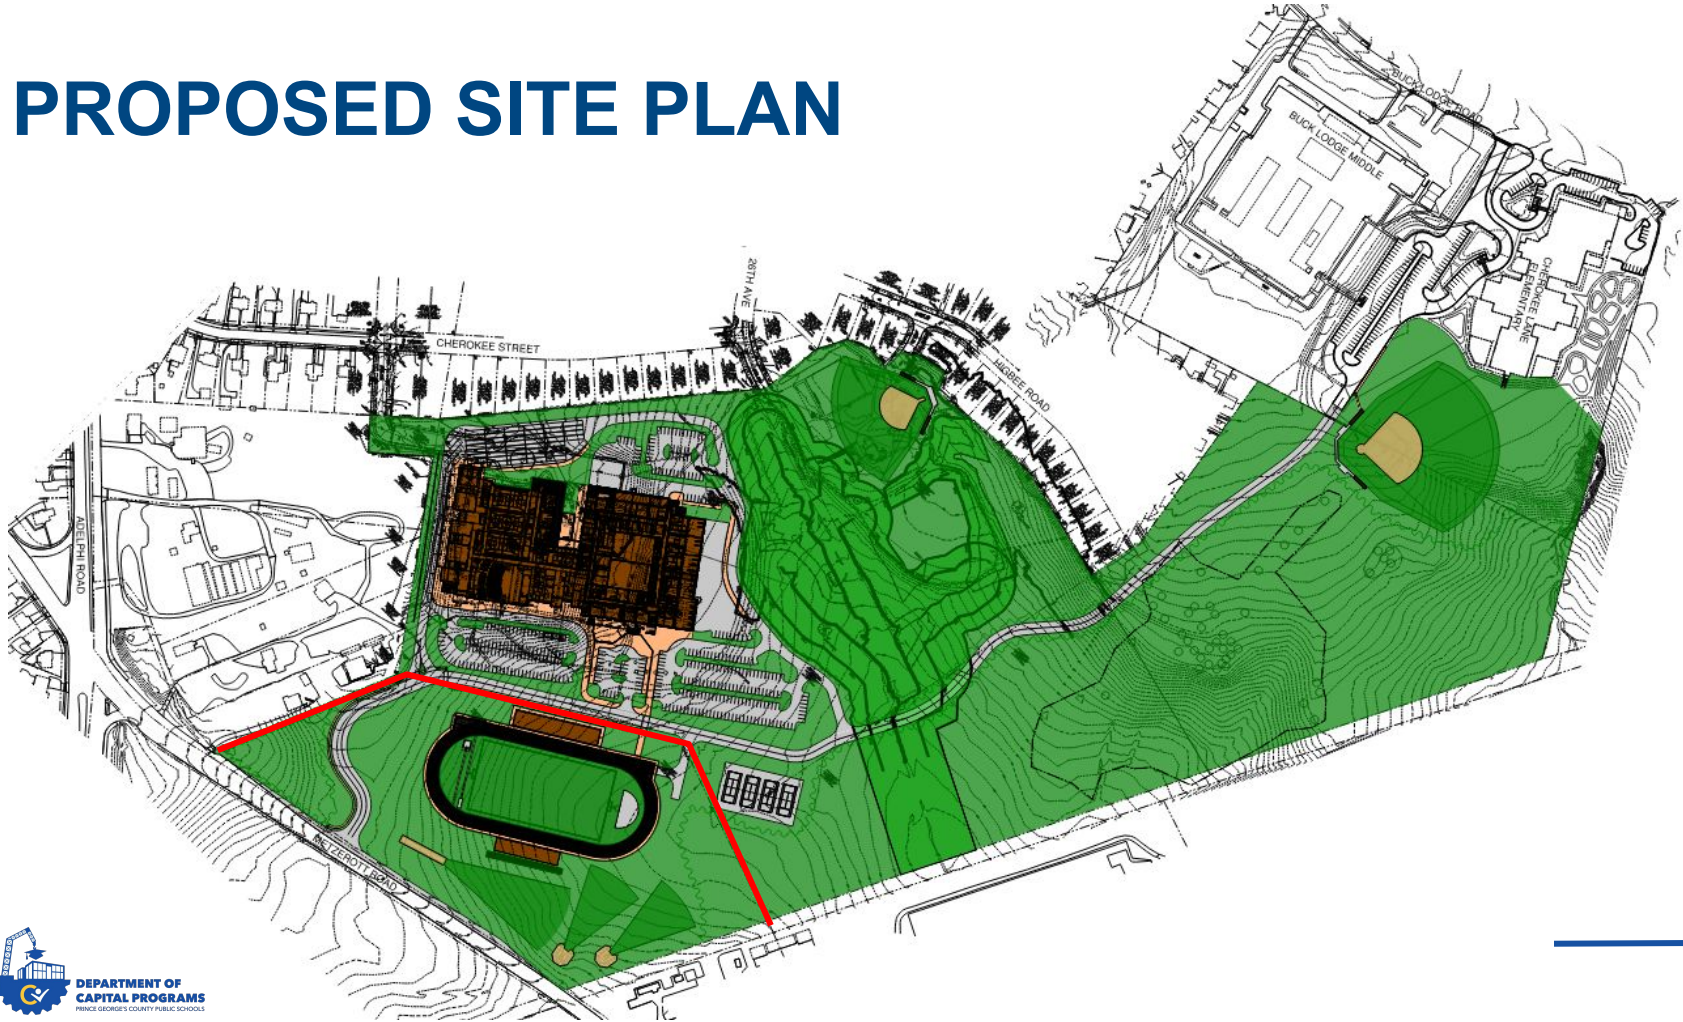 PROPOSED SITE PLAN
BUCK LODGE ROAD
BUCK LODGE MIDDLE
CHEROKEE LANE
ELEMENTARY
26TH AVE
CHEROKEE STREET
HIGBEE ROAD
ADELPHI ROAD
METZEROTT ROAD
DEPARTMENT OF
CAPITAL PROGRAMS
PRINCE GEORGE'S COUNTY PUBLIC SCHOOLS